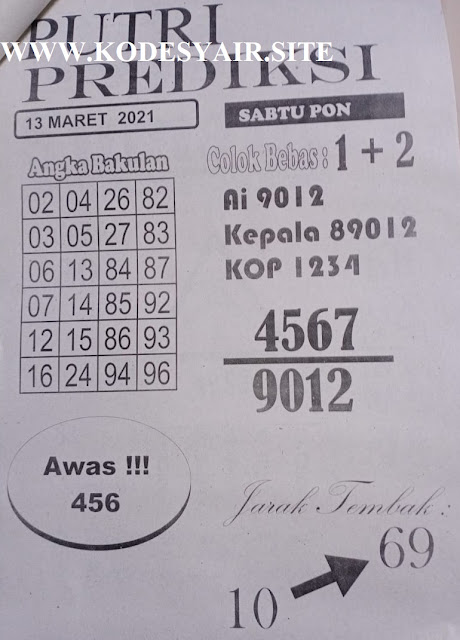 PUTRI
WWW.KODESYAIR.SITE
PREDIKSI
13 MARET 2021
SABTU PON
Angka Bakulan
02 04 26 82
03 05 27 83
06 13 84 87
07 14 85 92
12 15 86 93
16 24 94 96
Colok Bebas : 1 + 2
Ai 9012
Kepala 89012
KOP 1234
4567
9012
Awas !!!
456
Jarak Tembak :
10 69